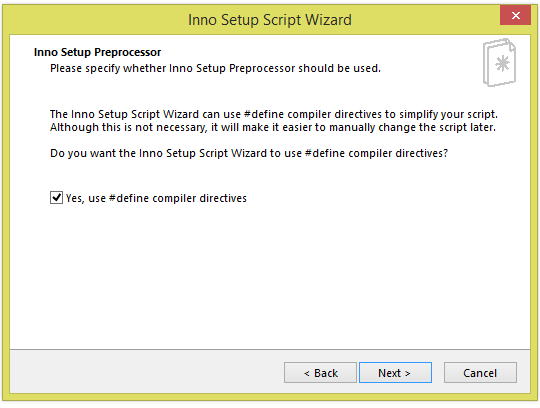 Inno Setup Script Wizard
Inno Setup Preprocessor
Please specify whether Inno Setup Preprocessor should be used.
The Inno Setup Script Wizard can use #define compiler directives to simplify your script.
Although this is not necessary, it will make it easier to manually change the script later.
Do you want the Inno Setup Script Wizard to use #define compiler directives?
Yes, use #define compiler directives
< Back Next > Cancel